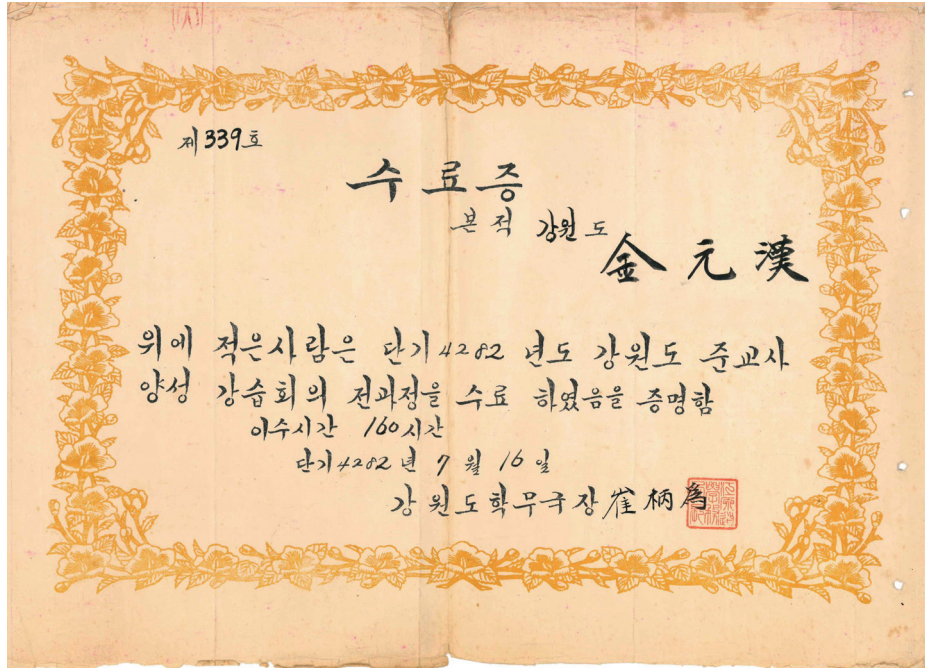 제339호
수료증
본적 강원도
金元漢
위에 적은사람은 단기4282년도 강원도 준교사
양성 강습회의 전과정을 수료 하였음을 증명함
이수시간 160시간
단기4282년 7월 16일
강원도학무국장 崔柄爲